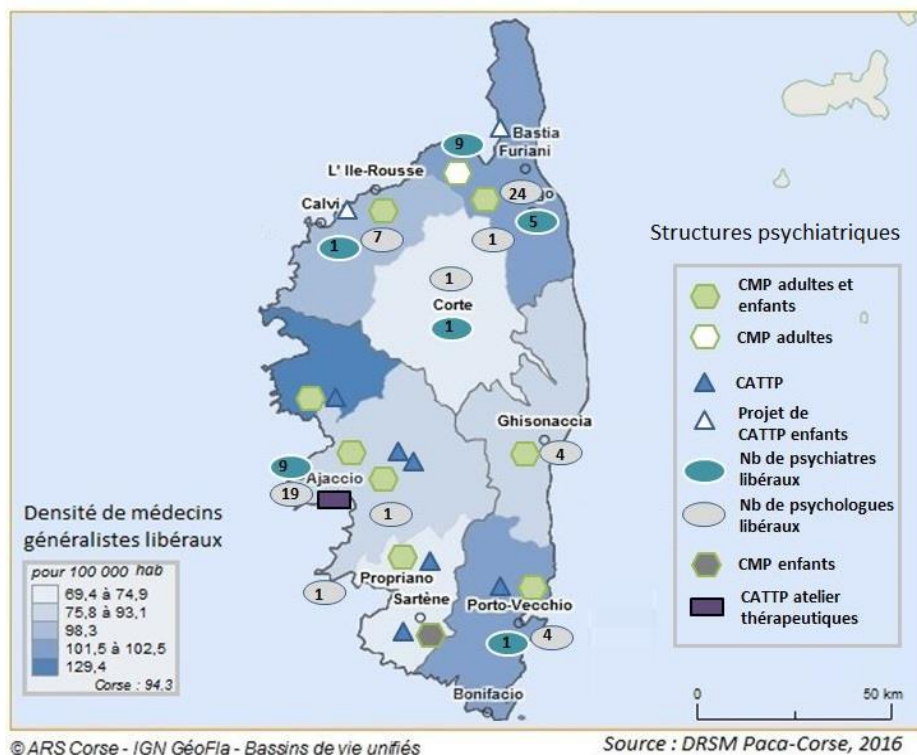 Bastia
9
Furiani
L' Ile-Rousse
24
go
Calvi
5
7
1
1
1
Corte
1
Ghisonaccia
4
9
Ajaccio
19
1
Propriano
1
Sartène
Porto-Vecchio
4
1
Bonifacio
Structures psychiatriques
CMP adultes et
enfants
CMP adultes
CATTP
Projet de
CATTP enfants
Nb de psychiatres
libéraux
Nb de psychologues
libéraux
CMP enfants
CATTP atelier
thérapeutiques
Densité de médecins
généralistes libéraux
pour 100 000 hab
69,4 à 74,9
75,8 à 93,1
98,3
101,5 à 102,5
129,4
Corse : 94.3
0 50 km
© ARS Corse - IGN GéoFla - Bassins de vie unifiés
Source : DRSM Paca-Corse, 2016